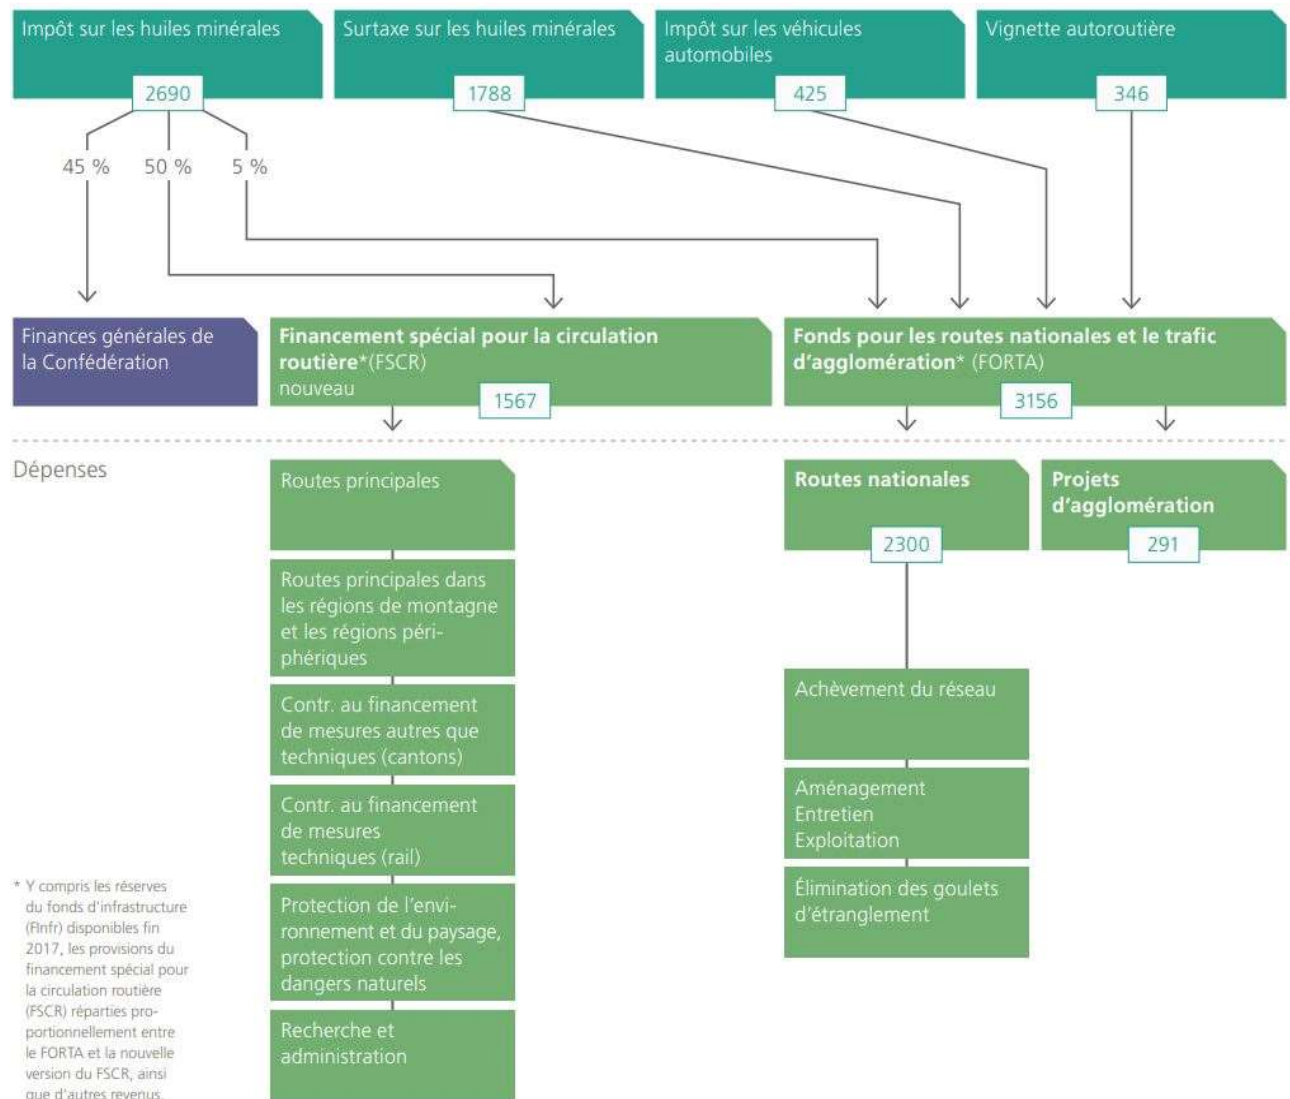 Impôt sur les huiles minérales
2690
Surtaxe sur les huiles minérales
1788
Impôt sur les véhicules
automobiles
425
Vignette autoroutière
346
45 %
50 %
5 %
Finances générales de
la Confédération
Financement spécial pour la circulation
routière*(FSCR)
nouveau
1567
Fonds pour les routes nationales et le trafic
d'agglomération* (FORTA)
3156
Dépenses
Routes principales
Routes principales dans
les régions de montagne
et les régions péri-
phériques
Contr. au financement
de mesures autres que
techniques (cantons)
Contr. au financement
de mesures
techniques (rail)
Protection de l'envi-
ronnement et du paysage,
protection contre les
dangers naturels
Recherche et
administration
Routes nationales
2300
Projets
d'agglomération
291
Achèvement du réseau
Aménagement
Entretien
Exploitation
Élimination des goulets
d'étranglement
* Y compris les réserves
du fonds d'infrastructure
(FInfr) disponibles fin
2017, les provisions du
financement spécial pour
la circulation routière
(FSCR) réparties pro-
portionnellement entre
le FORTA et la nouvelle
version du FSCR, ainsi
que d'autres revenus.